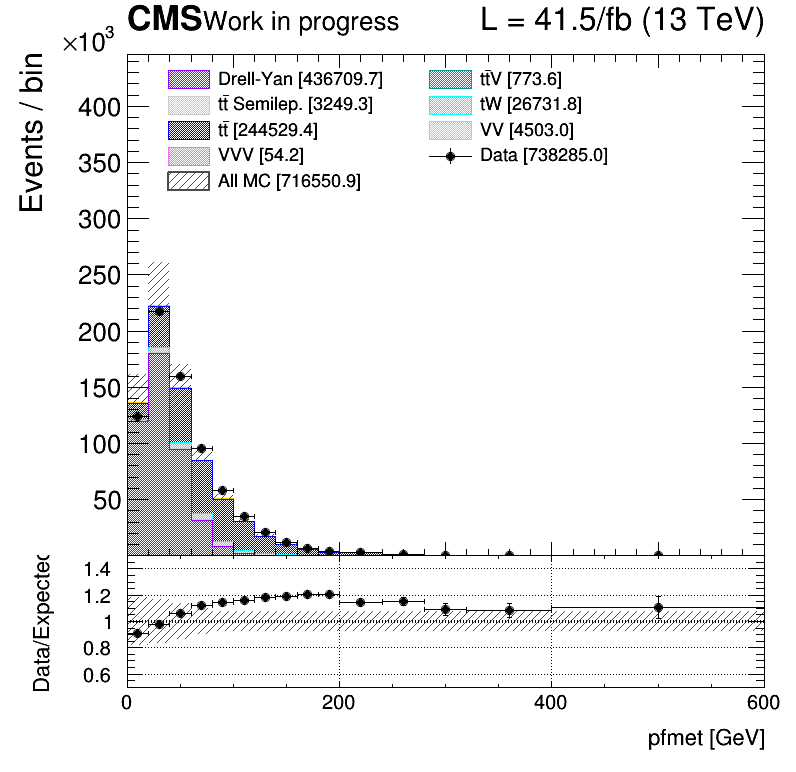 CMS Work in progress L = 41.5/fb (13 TeV)
×10³
Events / bin
Drell-Yan [436709.7]
tt̄ Semilep. [3249.3]
tt̄ [244529.4]
VVV [54.2]
All MC [716550.9]
tt̄V [773.6]
tW [26731.8]
VV [4503.0]
Data [738285.0]
400
350
300
250
200
150
100
50
Data/Expected
1.4
1.2
1
0.8
0.6
0 200 400 600
pfmet [GeV]